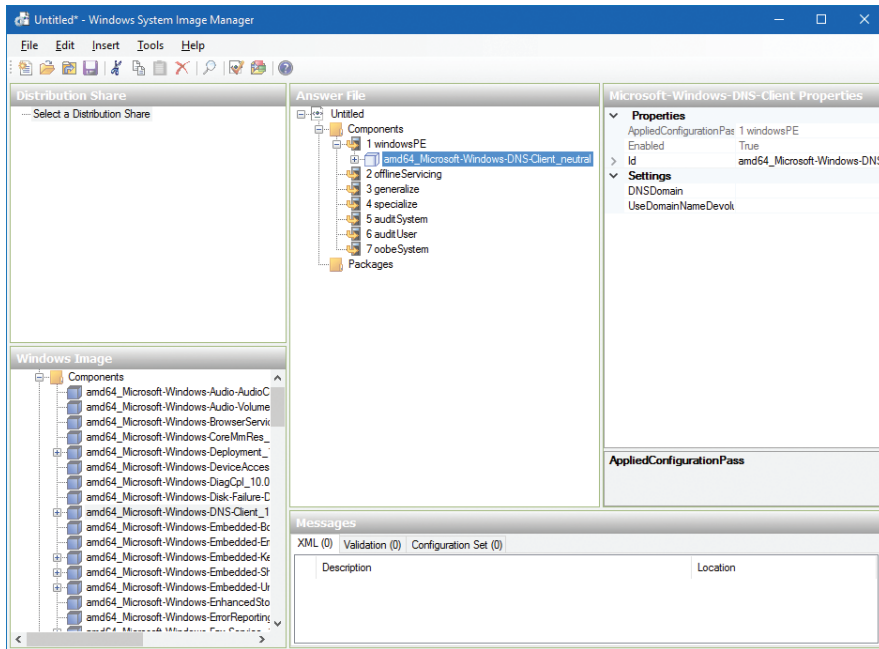 Untitled* - Windows System Image Manager
File Edit Insert Tools Help
Distribution Share
Select a Distribution Share
Answer File
Untitled
Components
1 windowsPE
amd64_Microsoft-Windows-DNS-Client_neutral
2 offlineServicing
3 generalize
4 specialize
5 auditSystem
6 auditUser
7 oobeSystem
Packages
Microsoft-Windows-DNS-Client Properties
Properties
AppliedConfigurationPas 1 windowsPE
Enabled True
Id amd64_Microsoft-Windows-DNS
Settings
DNSDomain
UseDomainNameDevolu
AppliedConfigurationPass
Windows Image
Components
amd64_Microsoft-Windows-Audio-AudioC
amd64_Microsoft-Windows-Audio-Volume
amd64_Microsoft-Windows-BrowserServic
amd64_Microsoft-Windows-CoreMmRes_
amd64_Microsoft-Windows-Deployment_
amd64_Microsoft-Windows-DeviceAcces
amd64_Microsoft-Windows-DiagCpl_10.0
amd64_Microsoft-Windows-Disk-Failure-D
amd64_Microsoft-Windows-DNS-Client_1
amd64_Microsoft-Windows-Embedded-Bo
amd64_Microsoft-Windows-Embedded-Er
amd64_Microsoft-Windows-Embedded-Ke
amd64_Microsoft-Windows-Embedded-Sh
amd64_Microsoft-Windows-Embedded-Ur
amd64_Microsoft-Windows-EnhancedSto
amd64_Microsoft-Windows-ErrorReporting
Messages
XML (0) Validation (0) Configuration Set (0)
Description Location